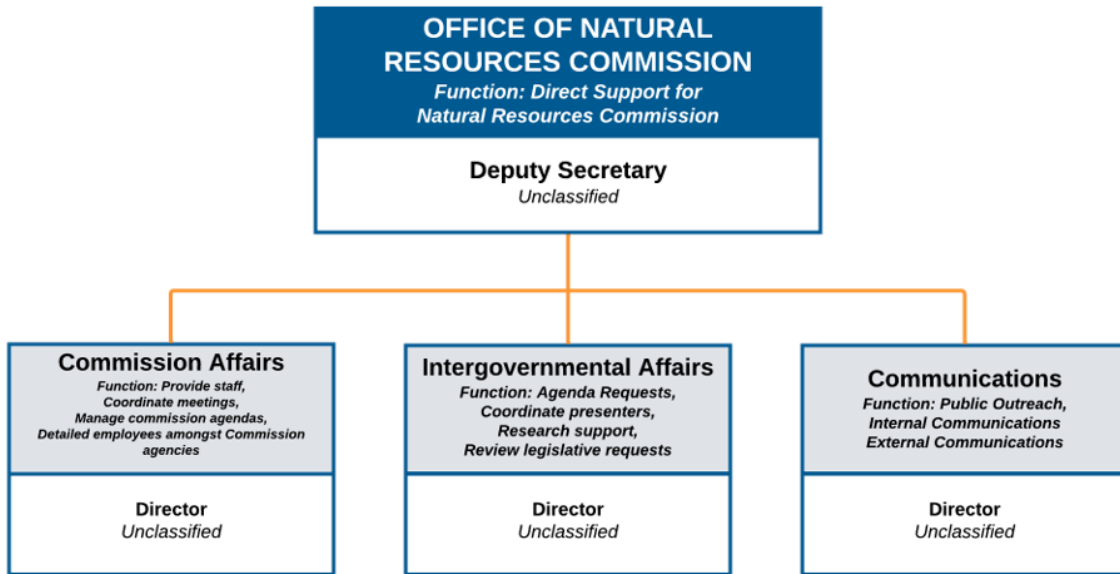 OFFICE OF NATURAL
RESOURCES COMMISSION
Function: Direct Support for
Natural Resources Commission
Deputy Secretary
Unclassified
Commission Affairs
Function: Provide staff,
Coordinate meetings,
Manage commission agendas,
Detailed employees amongst Commission
agencies
Director
Unclassified
Intergovernmental Affairs
Function: Agenda Requests,
Coordinate presenters,
Research support,
Review legislative requests
Director
Unclassified
Communications
Function: Public Outreach,
Internal Communications
External Communications
Director
Unclassified